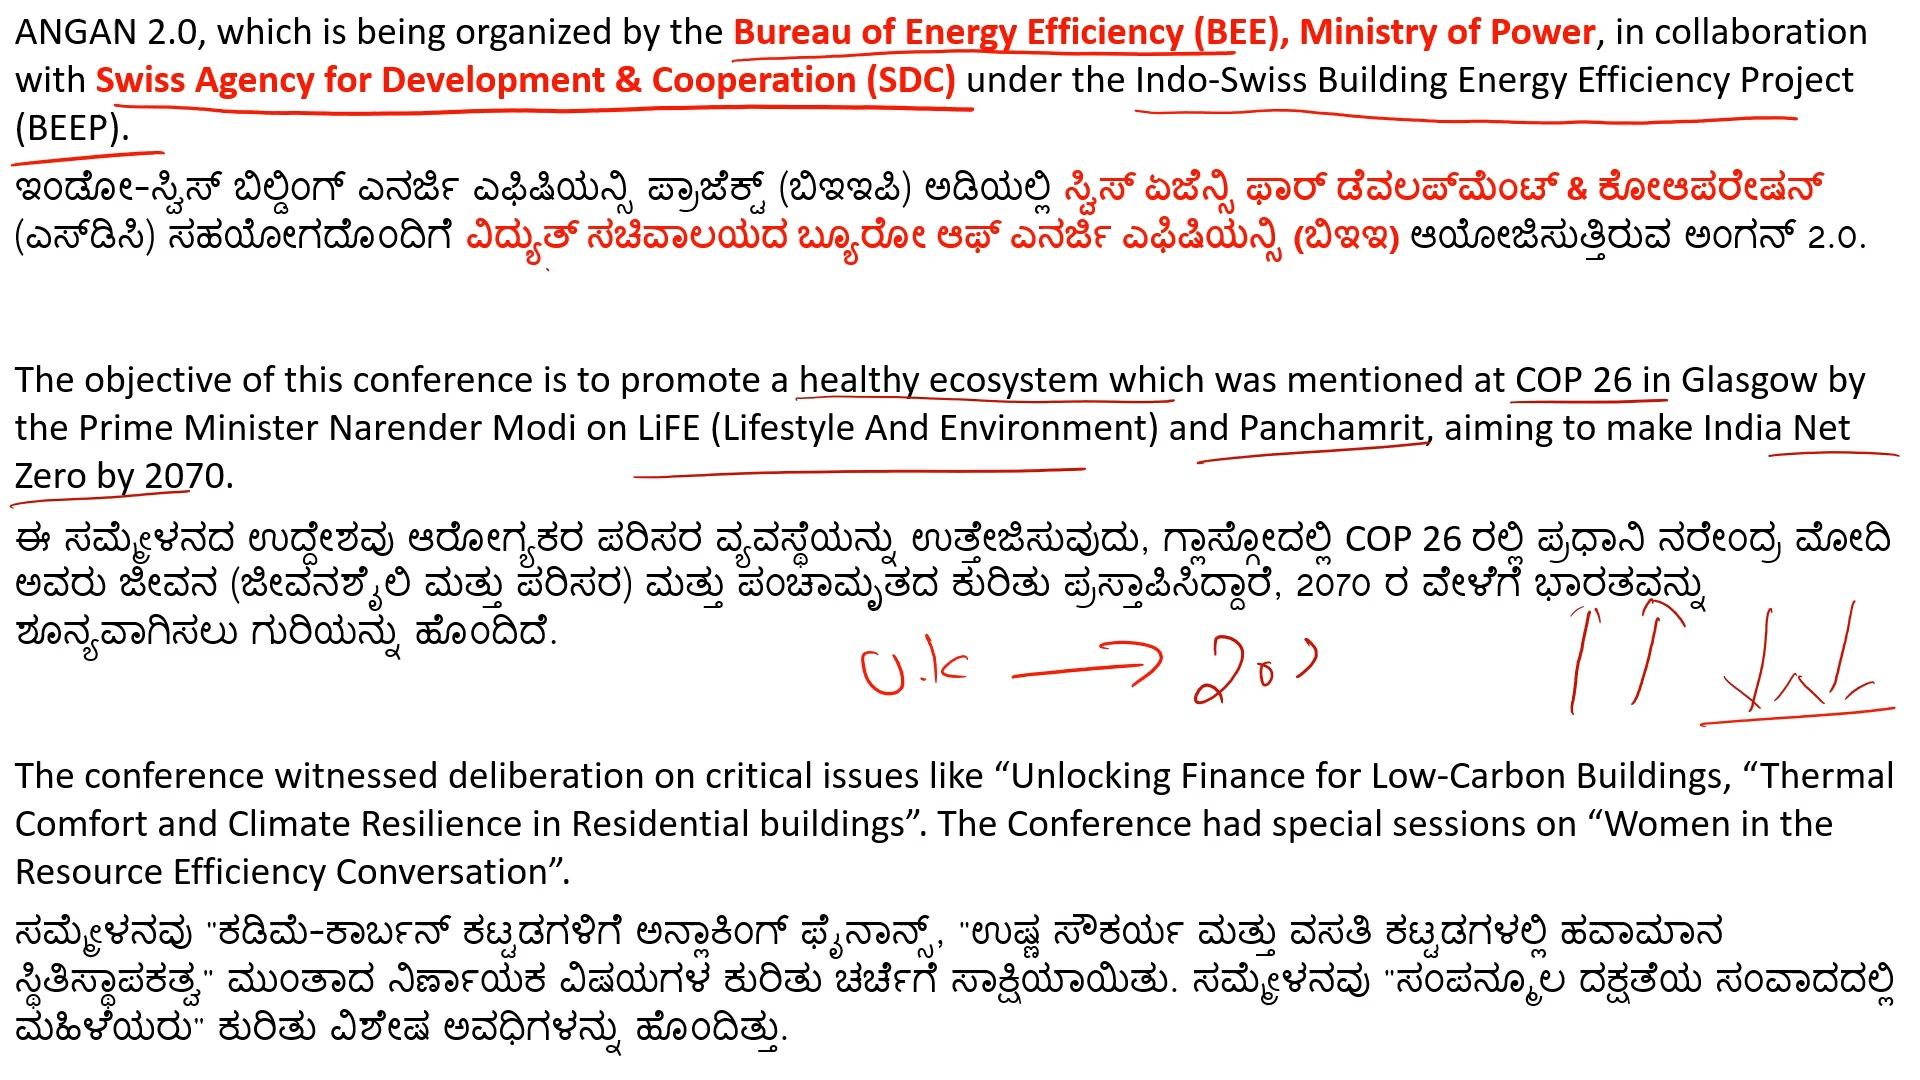 ANGAN 2.0, which is being organized by the Bureau of Energy Efficiency (BEE), Ministry of Power, in collaboration
with Swiss Agency for Development & Cooperation (SDC) under the Indo-Swiss Building Energy Efficiency Project
(BEEP).
ಇಂಡೋ-ಸ್ವಿಸ್ ಬಿಲ್ಡಿಂಗ್ ಎನರ್ಜಿ ಎಫಿಷಿಯನ್ಸಿ ಪ್ರಾಜೆಕ್ಟ್ (ಬಿಇಇಪಿ) ಅಡಿಯಲ್ಲಿ ಸ್ವಿಸ್ ಏಜೆನ್ಸಿ ಫಾರ್ ಡೆವಲಪ್‌ಮೆಂಟ್ & ಕೋಆಪರೇಷನ್
(ಎಸ್‌ಡಿಸಿ) ಸಹಯೋಗದೊಂದಿಗೆ ವಿದ್ಯುತ್ ಸಚಿವಾಲಯದ ಬ್ಯೂರೋ ಆಫ್ ಎನರ್ಜಿ ಎಫಿಷಿಯನ್ಸಿ (ಬಿಇಇ) ಆಯೋಜಿಸುತ್ತಿರುವ ಅಂಗನ್ 2.0.
The objective of this conference is to promote a healthy ecosystem which was mentioned at COP 26 in Glasgow by
the Prime Minister Narender Modi on LiFE (Lifestyle And Environment) and Panchamrit, aiming to make India Net
Zero by 2070.
ಈ ಸಮ್ಮೇಳನದ ಉದ್ದೇಶವು ಆರೋಗ್ಯಕರ ಪರಿಸರ ವ್ಯವಸ್ಥೆಯನ್ನು ಉತ್ತೇಜಿಸುವುದು, ಗ್ಲಾಸ್ಗೋದಲ್ಲಿ COP 26 ರಲ್ಲಿ ಪ್ರಧಾನಿ ನರೇಂದ್ರ ಮೋದಿ
ಅವರು ಜೀವನ (ಜೀವನಶೈಲಿ ಮತ್ತು ಪರಿಸರ) ಮತ್ತು ಪಂಚಾಮೃತದ ಕುರಿತು ಪ್ರಸ್ತಾಪಿಸಿದ್ದಾರೆ, 2070 ರ ವೇಳೆಗೆ ಭಾರತವನ್ನು
ಶೂನ್ಯವಾಗಿಸಲು ಗುರಿಯನ್ನು ಹೊಂದಿದೆ.
The conference witnessed deliberation on critical issues like “Unlocking Finance for Low-Carbon Buildings, “Thermal
Comfort and Climate Resilience in Residential buildings”. The Conference had special sessions on “Women in the
Resource Efficiency Conversation”.
ಸಮ್ಮೇಳನವು "ಕಡಿಮೆ-ಕಾರ್ಬನ್ ಕಟ್ಟಡಗಳಿಗೆ ಅನ್ಲಾಕಿಂಗ್ ಫೈನಾನ್ಸ್, "ಉಷ್ಣ ಸೌಕರ್ಯ ಮತ್ತು ವಸತಿ ಕಟ್ಟಡಗಳಲ್ಲಿ ಹವಾಮಾನ
ಸ್ಥಿತಿಸ್ಥಾಪಕತ್ವ" ಮುಂತಾದ ನಿರ್ಣಾಯಕ ವಿಷಯಗಳ ಕುರಿತು ಚರ್ಚೆಗೆ ಸಾಕ್ಷಿಯಾಯಿತು. ಸಮ್ಮೇಳನವು "ಸಂಪನ್ಮೂಲ ದಕ್ಷತೆಯ ಸಂವಾದದಲ್ಲಿ
ಮಹಿಳೆಯರು" ಕುರಿತು ವಿಶೇಷ ಅವಧಿಗಳನ್ನು ಹೊಂದಿತ್ತು.